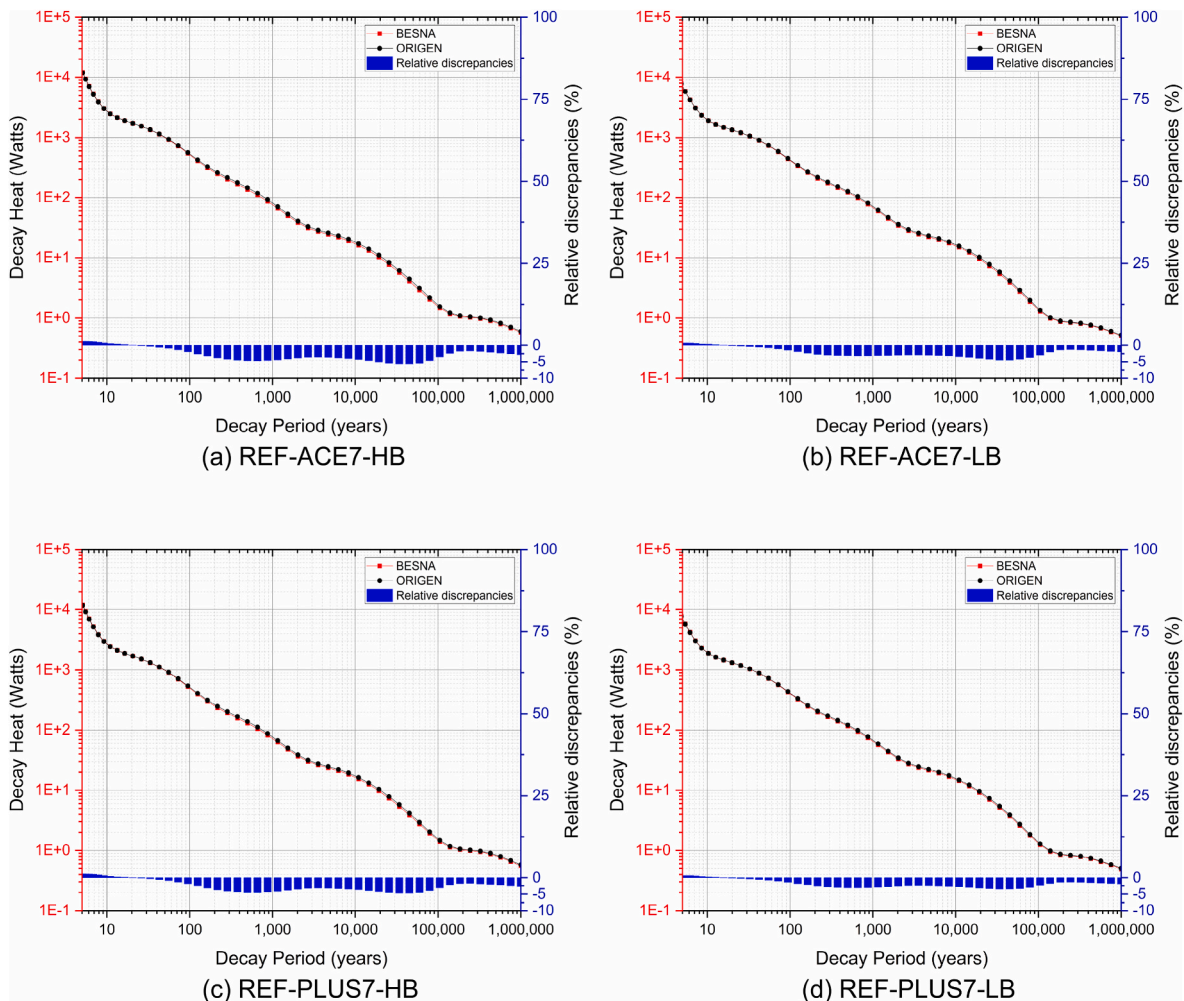 1E+5
1E+4
1E+3
1E+2
1E+1
1E+0
1E-1
Decay Heat (Watts)
BESNA
ORIGEN
Relative discrepancies
100
75
50
25
0
-5
-10
Relative discrepancies (%)
10 100 1,000 10,000 100,000 1,000,000
Decay Period (years)
(a) REF-ACE7-HB
1E+5
1E+4
1E+3
1E+2
1E+1
1E+0
1E-1
Decay Heat (Watts)
BESNA
ORIGEN
Relative discrepancies
100
75
50
25
0
-5
-10
Relative discrepancies (%)
10 100 1,000 10,000 100,000 1,000,000
Decay Period (years)
(b) REF-ACE7-LB
1E+5
1E+4
1E+3
1E+2
1E+1
1E+0
1E-1
Decay Heat (Watts)
BESNA
ORIGEN
Relative discrepancies
100
75
50
25
0
-5
-10
Relative discrepancies (%)
10 100 1,000 10,000 100,000 1,000,000
Decay Period (years)
(c) REF-PLUS7-HB
1E+5
1E+4
1E+3
1E+2
1E+1
1E+0
1E-1
Decay Heat (Watts)
BESNA
ORIGEN
Relative discrepancies
100
75
50
25
0
-5
-10
Relative discrepancies (%)
10 100 1,000 10,000 100,000 1,000,000
Decay Period (years)
(d) REF-PLUS7-LB